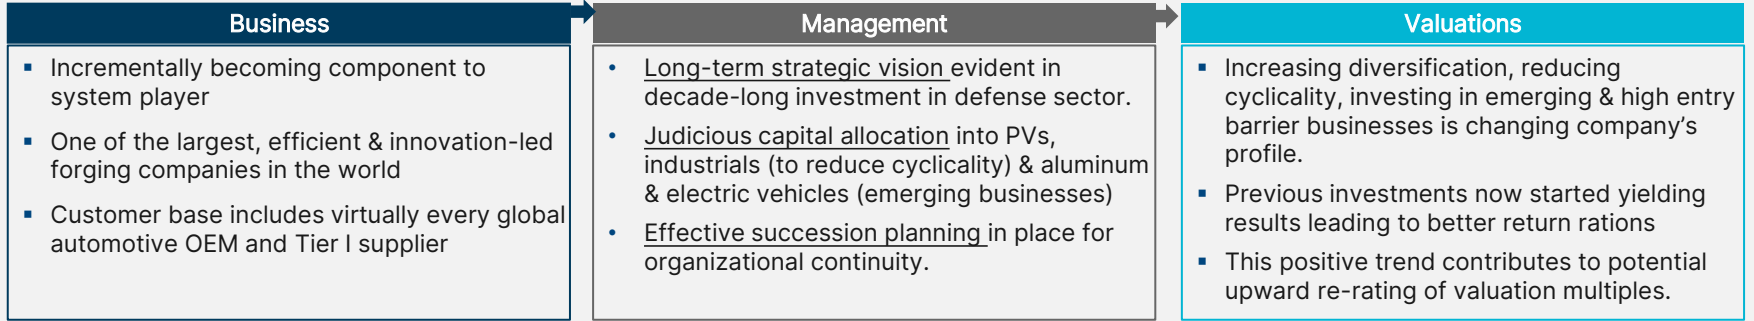 Business
▪ Incrementally becoming component to
system player
▪ One of the largest, efficient & innovation-led
forging companies in the world
▪ Customer base includes virtually every global
automotive OEM and Tier I supplier
Management
• Long-term strategic vision evident in
decade-long investment in defense sector.
• Judicious capital allocation into PVs,
industrials (to reduce cyclicality) & aluminum
& electric vehicles (emerging businesses)
• Effective succession planning in place for
organizational continuity.
Valuations
▪ Increasing diversification, reducing
cyclicality, investing in emerging & high entry
barrier businesses is changing company's
profile.
▪ Previous investments now started yielding
results leading to better return rations
▪ This positive trend contributes to potential
upward re-rating of valuation multiples.